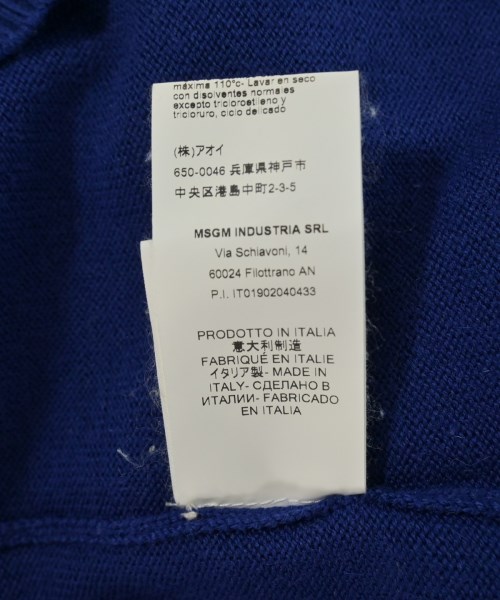 máxima 110°c- Lavar en seco
con disolventes normales
excepto tricloroetileno y
tricloruro, ciclo delicado
(株)アオイ
650-0046 兵庫県神戸市
中央区港島中町2-3-5
MSGM INDUSTRIA SRL
Via Schiavoni, 14
60024 Filottrano AN
P.I. IT01902040433
PRODOTTO IN ITALIA
意大利制造
FABRIQUÉ EN ITALIE
イタリア製- MADE IN
ITALY- СДЕЛАНО В
ИТАЛИИ- FABRICADO
EN ITALIA